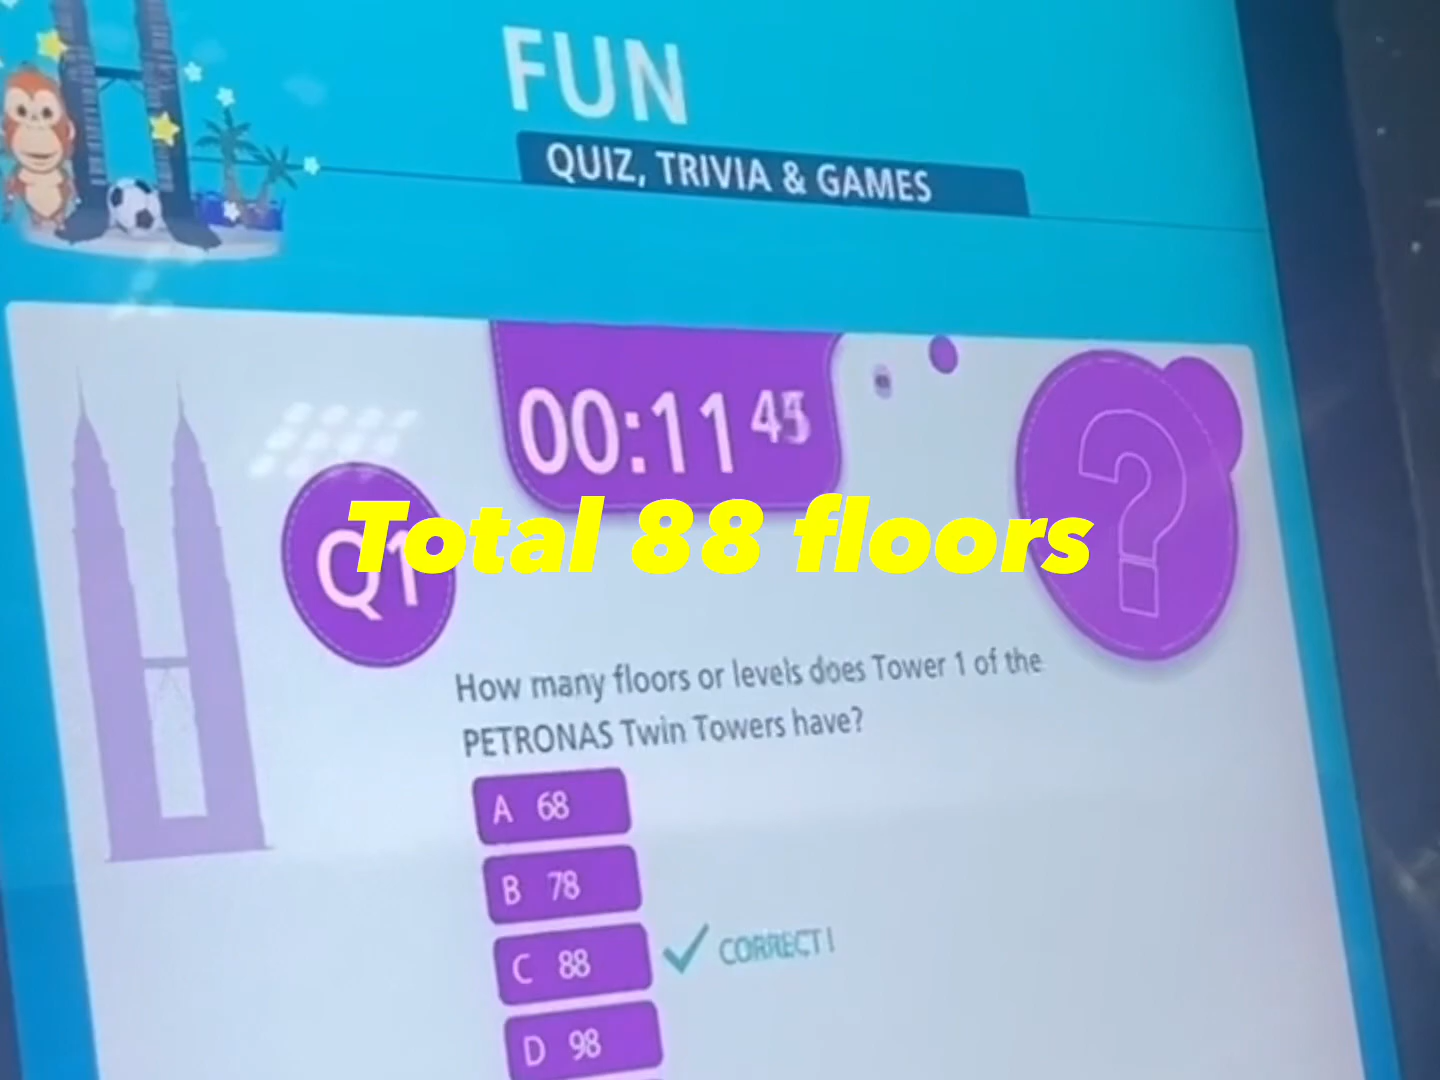 FUN
QUIZ, TRIVIA & GAMES
00:11
Total 88 floors
Q1
How many floors or levels does Tower 1 of the
PETRONAS Twin Towers have?
A 68
B 78
C 88 CORRECT!
D 98